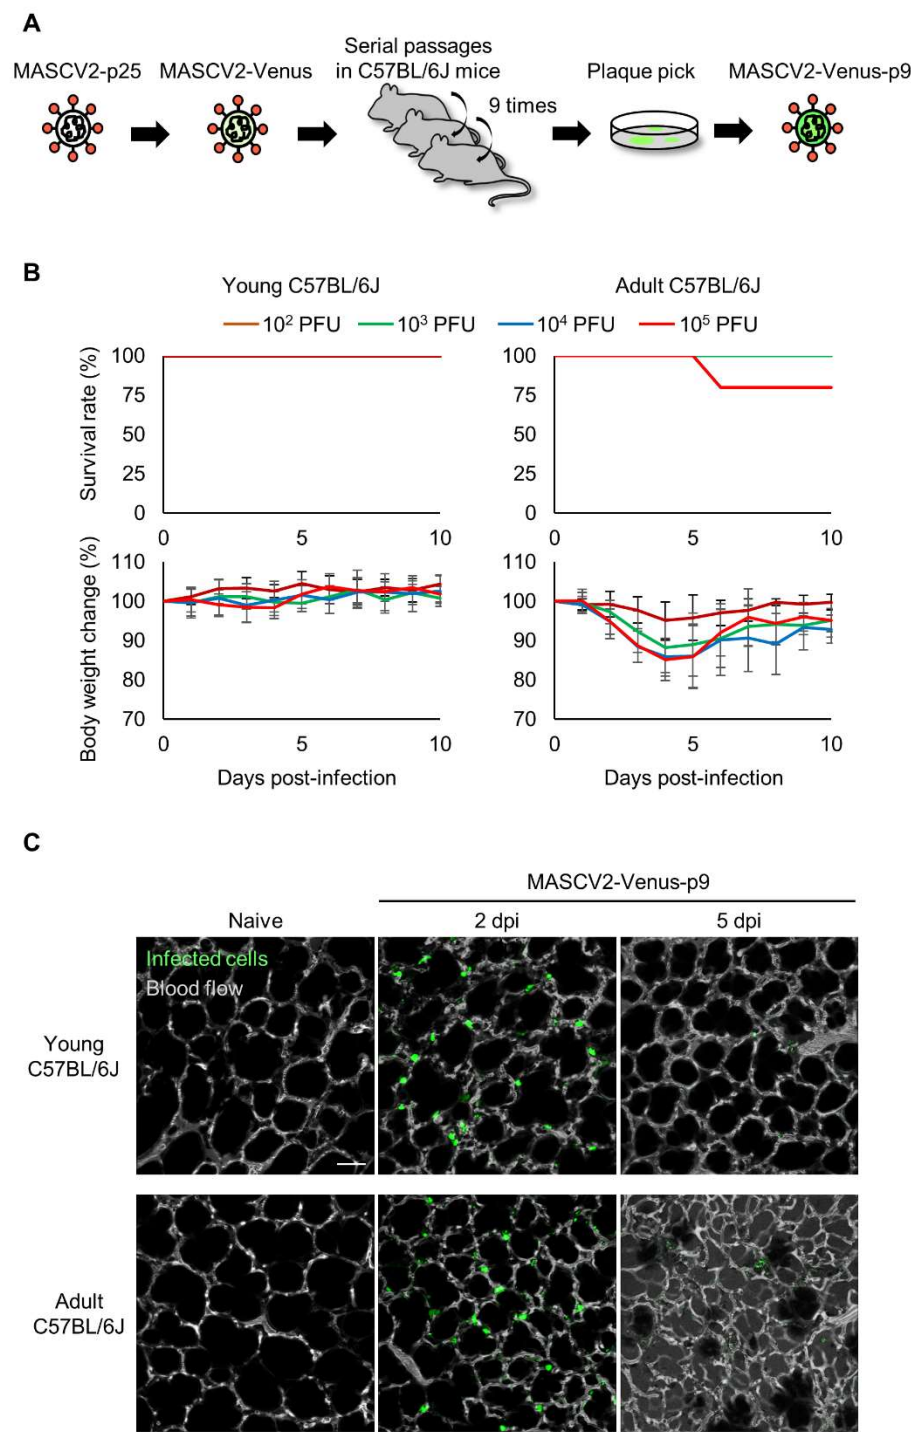 A
MASCV2-p25
MASCV2-Venus
Serial passages
in C57BL/6J mice
9 times
Plaque pick
MASCV2-Venus-p9
B
Young C57BL/6J
Adult C57BL/6J
10² PFU
10³ PFU
10⁴ PFU
10⁵ PFU
Survival rate (%)
100
75
50
25
0
0
5
10
100
75
50
25
0
0
5
10
Body weight change (%)
110
100
90
80
70
0
5
10
Days post-infection
110
100
90
80
70
0
5
10
Days post-infection
C
MASCV2-Venus-p9
Naive
2 dpi
5 dpi
Infected cells
Blood flow
Young
C57BL/6J
Adult
C57BL/6J